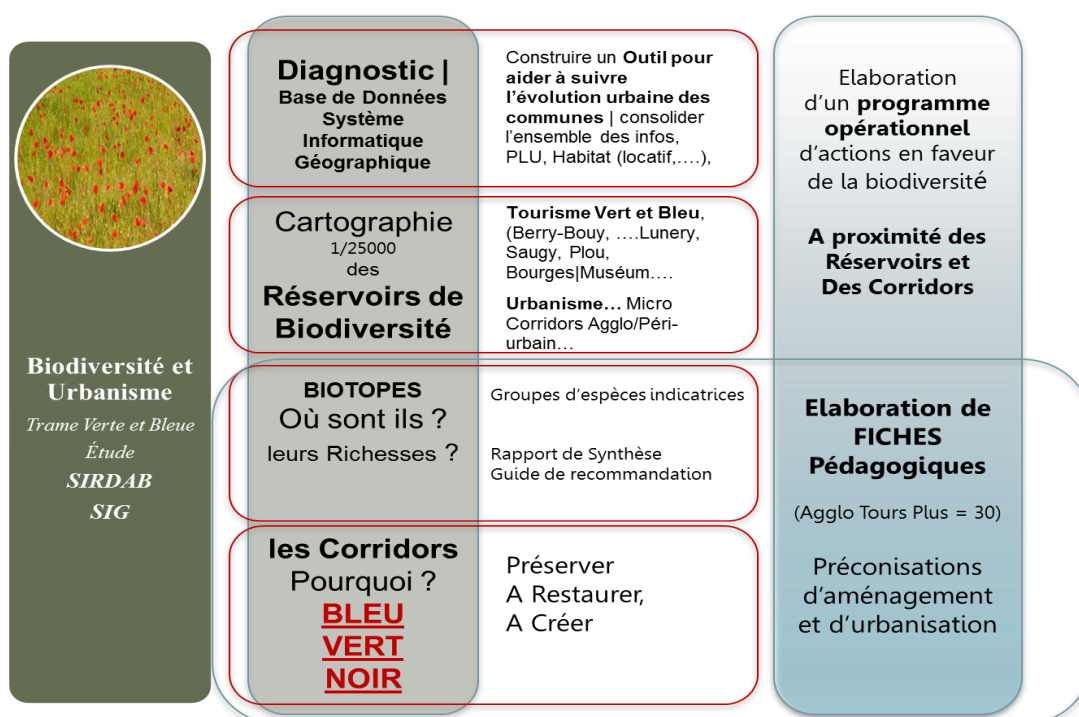 Biodiversité et
Urbanisme
Trame Verte et Bleue
Étude
SIRDAB
SIG
Diagnostic |
Base de Données
Système
Informatique
Géographique
Construire un Outil pour
aider à suivre
l'évolution urbaine des
communes | consolider
l'ensemble des infos,
PLU, Habitat (locatif,….),
Cartographie
1/25000
des
Réservoirs de
Biodiversité
Tourisme Vert et Bleu,
(Berry-Bouy, ….Lunery,
Saugy, Plou,
Bourges|Muséum….
Urbanisme… Micro
Corridors Agglo/Péri-
urbain…
BIOTOPES
Où sont ils ?
leurs Richesses ?
Groupes d'espèces indicatrices
Rapport de Synthèse
Guide de recommandation
les Corridors
Pourquoi ?
BLEU
VERT
NOIR
Préserver
A Restaurer,
A Créer
Elaboration
d'un programme
opérationnel
d'actions en faveur
de la biodiversité
A proximité des
Réservoirs et
Des Corridors
Elaboration de
FICHES
Pédagogiques
(Agglo Tours Plus = 30)
Préconisations
d'aménagement
et d'urbanisation